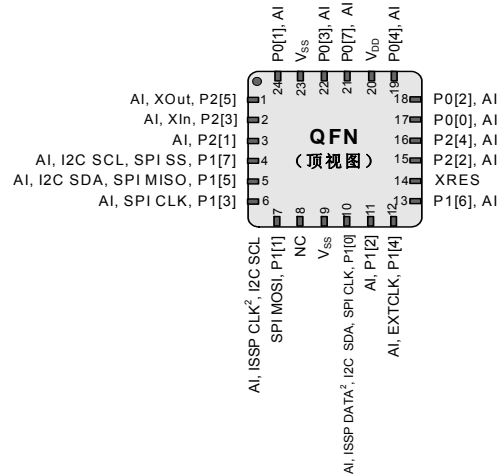 P0[1], AI
VSS
P0[3], AI
P0[7], AI
VDD
P0[4], AI
24
23
22
21
20
19
AI, XOut, P2[5]
1
AI, XIn, P2[3]
2
AI, P2[1]
3
AI, I2C SCL, SPI SS, P1[7]
4
AI, I2C SDA, SPI MISO, P1[5]
5
AI, SPI CLK, P1[3]
6
QFN
(顶视图)
18
P0[2], AI
17
P0[0], AI
16
P2[4], AI
15
P2[2], AI
14
XRES
13
P1[6], AI
7
8
9
10
11
12
AI, ISSP CLK², I2C SCL
SPI MOSI, P1[1]
NC
VSS
AI, ISSP DATA², I2C SDA, SPI CLK, P1[0]
AI, P1[2]
AI, EXTCLK, P1[4]